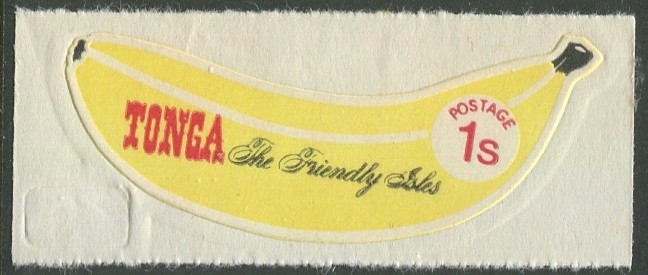 TONGA
The Friendly Isles
POSTAGE
1s